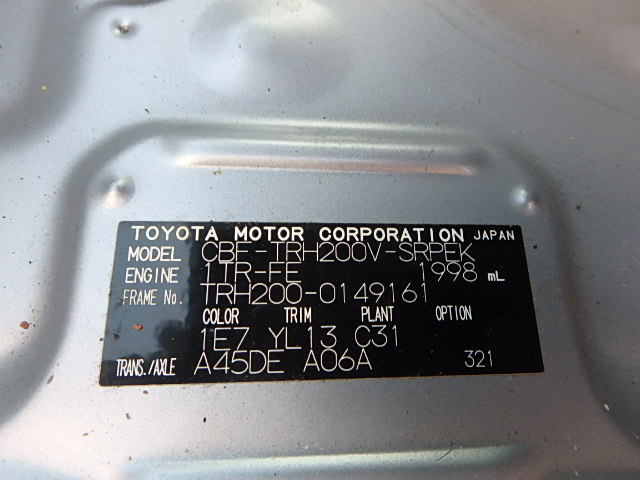 TOYOTA MOTOR CORPORATION JAPAN
MODEL CBF-TRH200V-SRPEK
ENGINE 1TR-FE 1998 mL
FRAME No. TRH200-0149161
COLOR TRIM PLANT OPTION
1E7 YL13 C31
TRANS./AXLE A45DE A06A 321